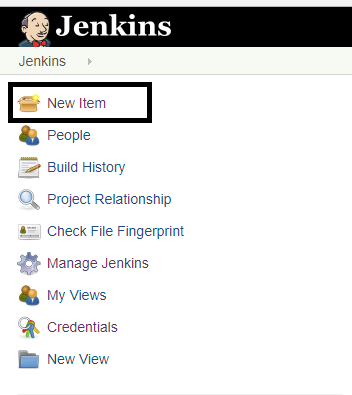 Jenkins
Jenkins
New Item
People
Build History
Project Relationship
Check File Fingerprint
Manage Jenkins
My Views
Credentials
New View